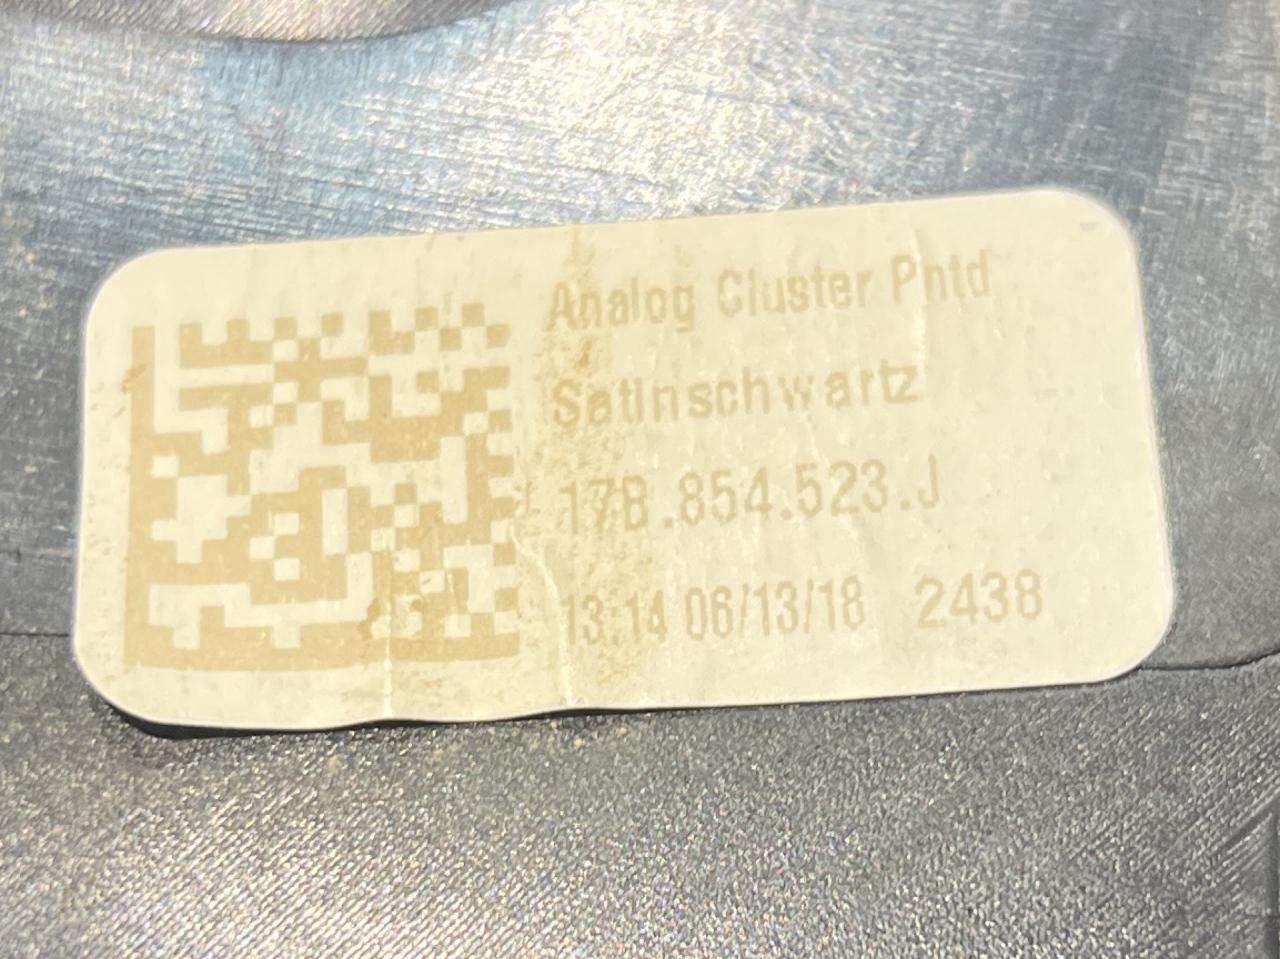 Analog Cluster Pntd
Satinschwartz
17B.854.523.J
13:14 06/13/18 2438